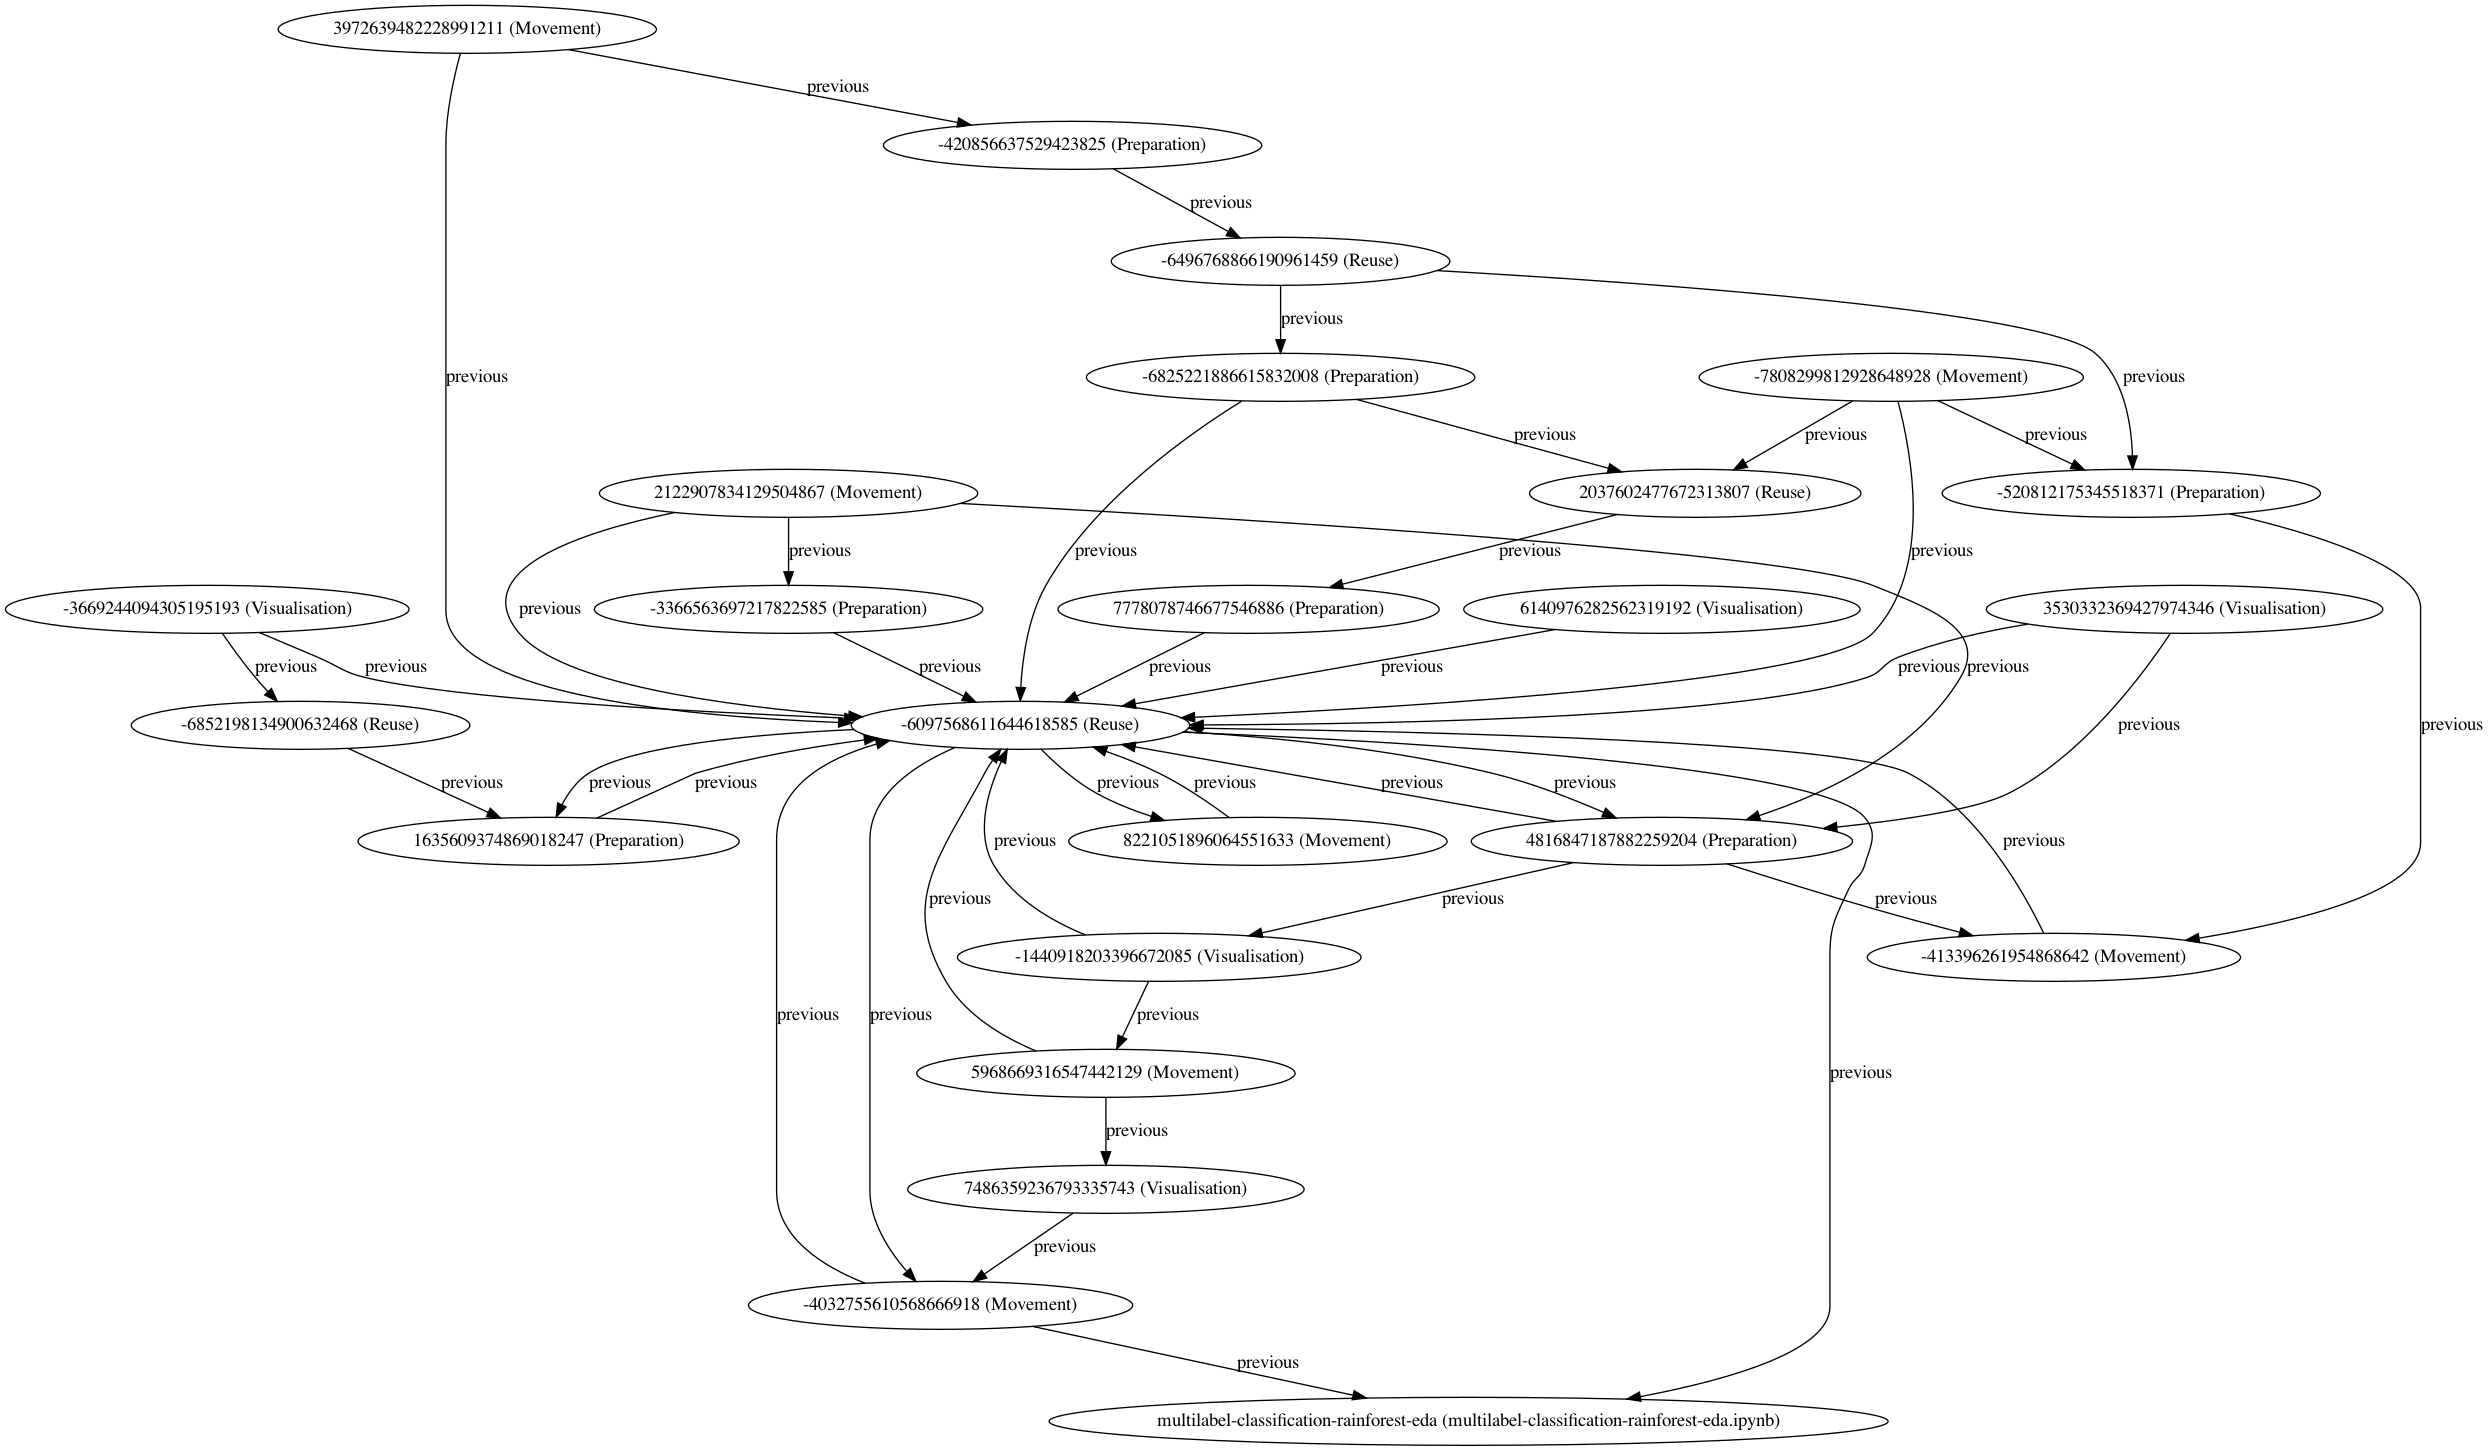 3972639482228991211 (Movement)
previous
-420856637529423825 (Preparation)
previous
-6496768866190961459 (Reuse)
previous
previous
previous
-6825221886615832008 (Preparation)
-7808299812928648928 (Movement)
previous
previous
previous
2122907834129504867 (Movement)
2037602477672313807 (Reuse)
-520812175345518371 (Preparation)
previous
previous
previous
previous
-3669244094305195193 (Visualisation)
previous
-3366563697217822585 (Preparation)
7778078746677546886 (Preparation)
6140976282562319192 (Visualisation)
3530332369427974346 (Visualisation)
previous
previous
previous
previous
previous
previous
previous
-6852198134900632468 (Reuse)
-6097568611644618585 (Reuse)
previous
previous
previous
previous
previous
previous
previous
previous
previous
1635609374869018247 (Preparation)
8221051896064551633 (Movement)
4816847187882259204 (Preparation)
previous
previous
previous
previous
previous
-1440918203396672085 (Visualisation)
-413396261954868642 (Movement)
previous
previous
previous
5968669316547442129 (Movement)
previous
previous
7486359236793335743 (Visualisation)
previous
-4032755610568666918 (Movement)
previous
multilabel-classification-rainforest-eda (multilabel-classification-rainforest-eda.ipynb)